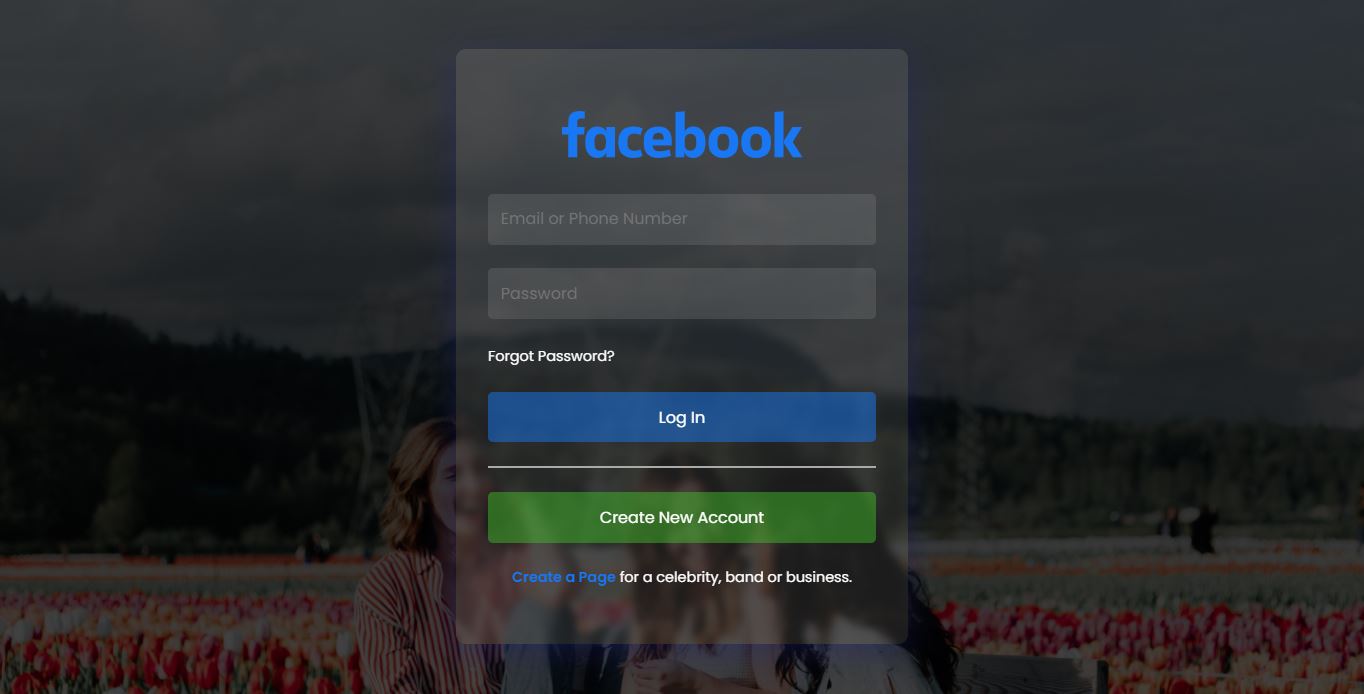 facebook
Email or Phone Number
Password
Forgot Password?
Log In
Create New Account
Create a Page for a celebrity, band or business.